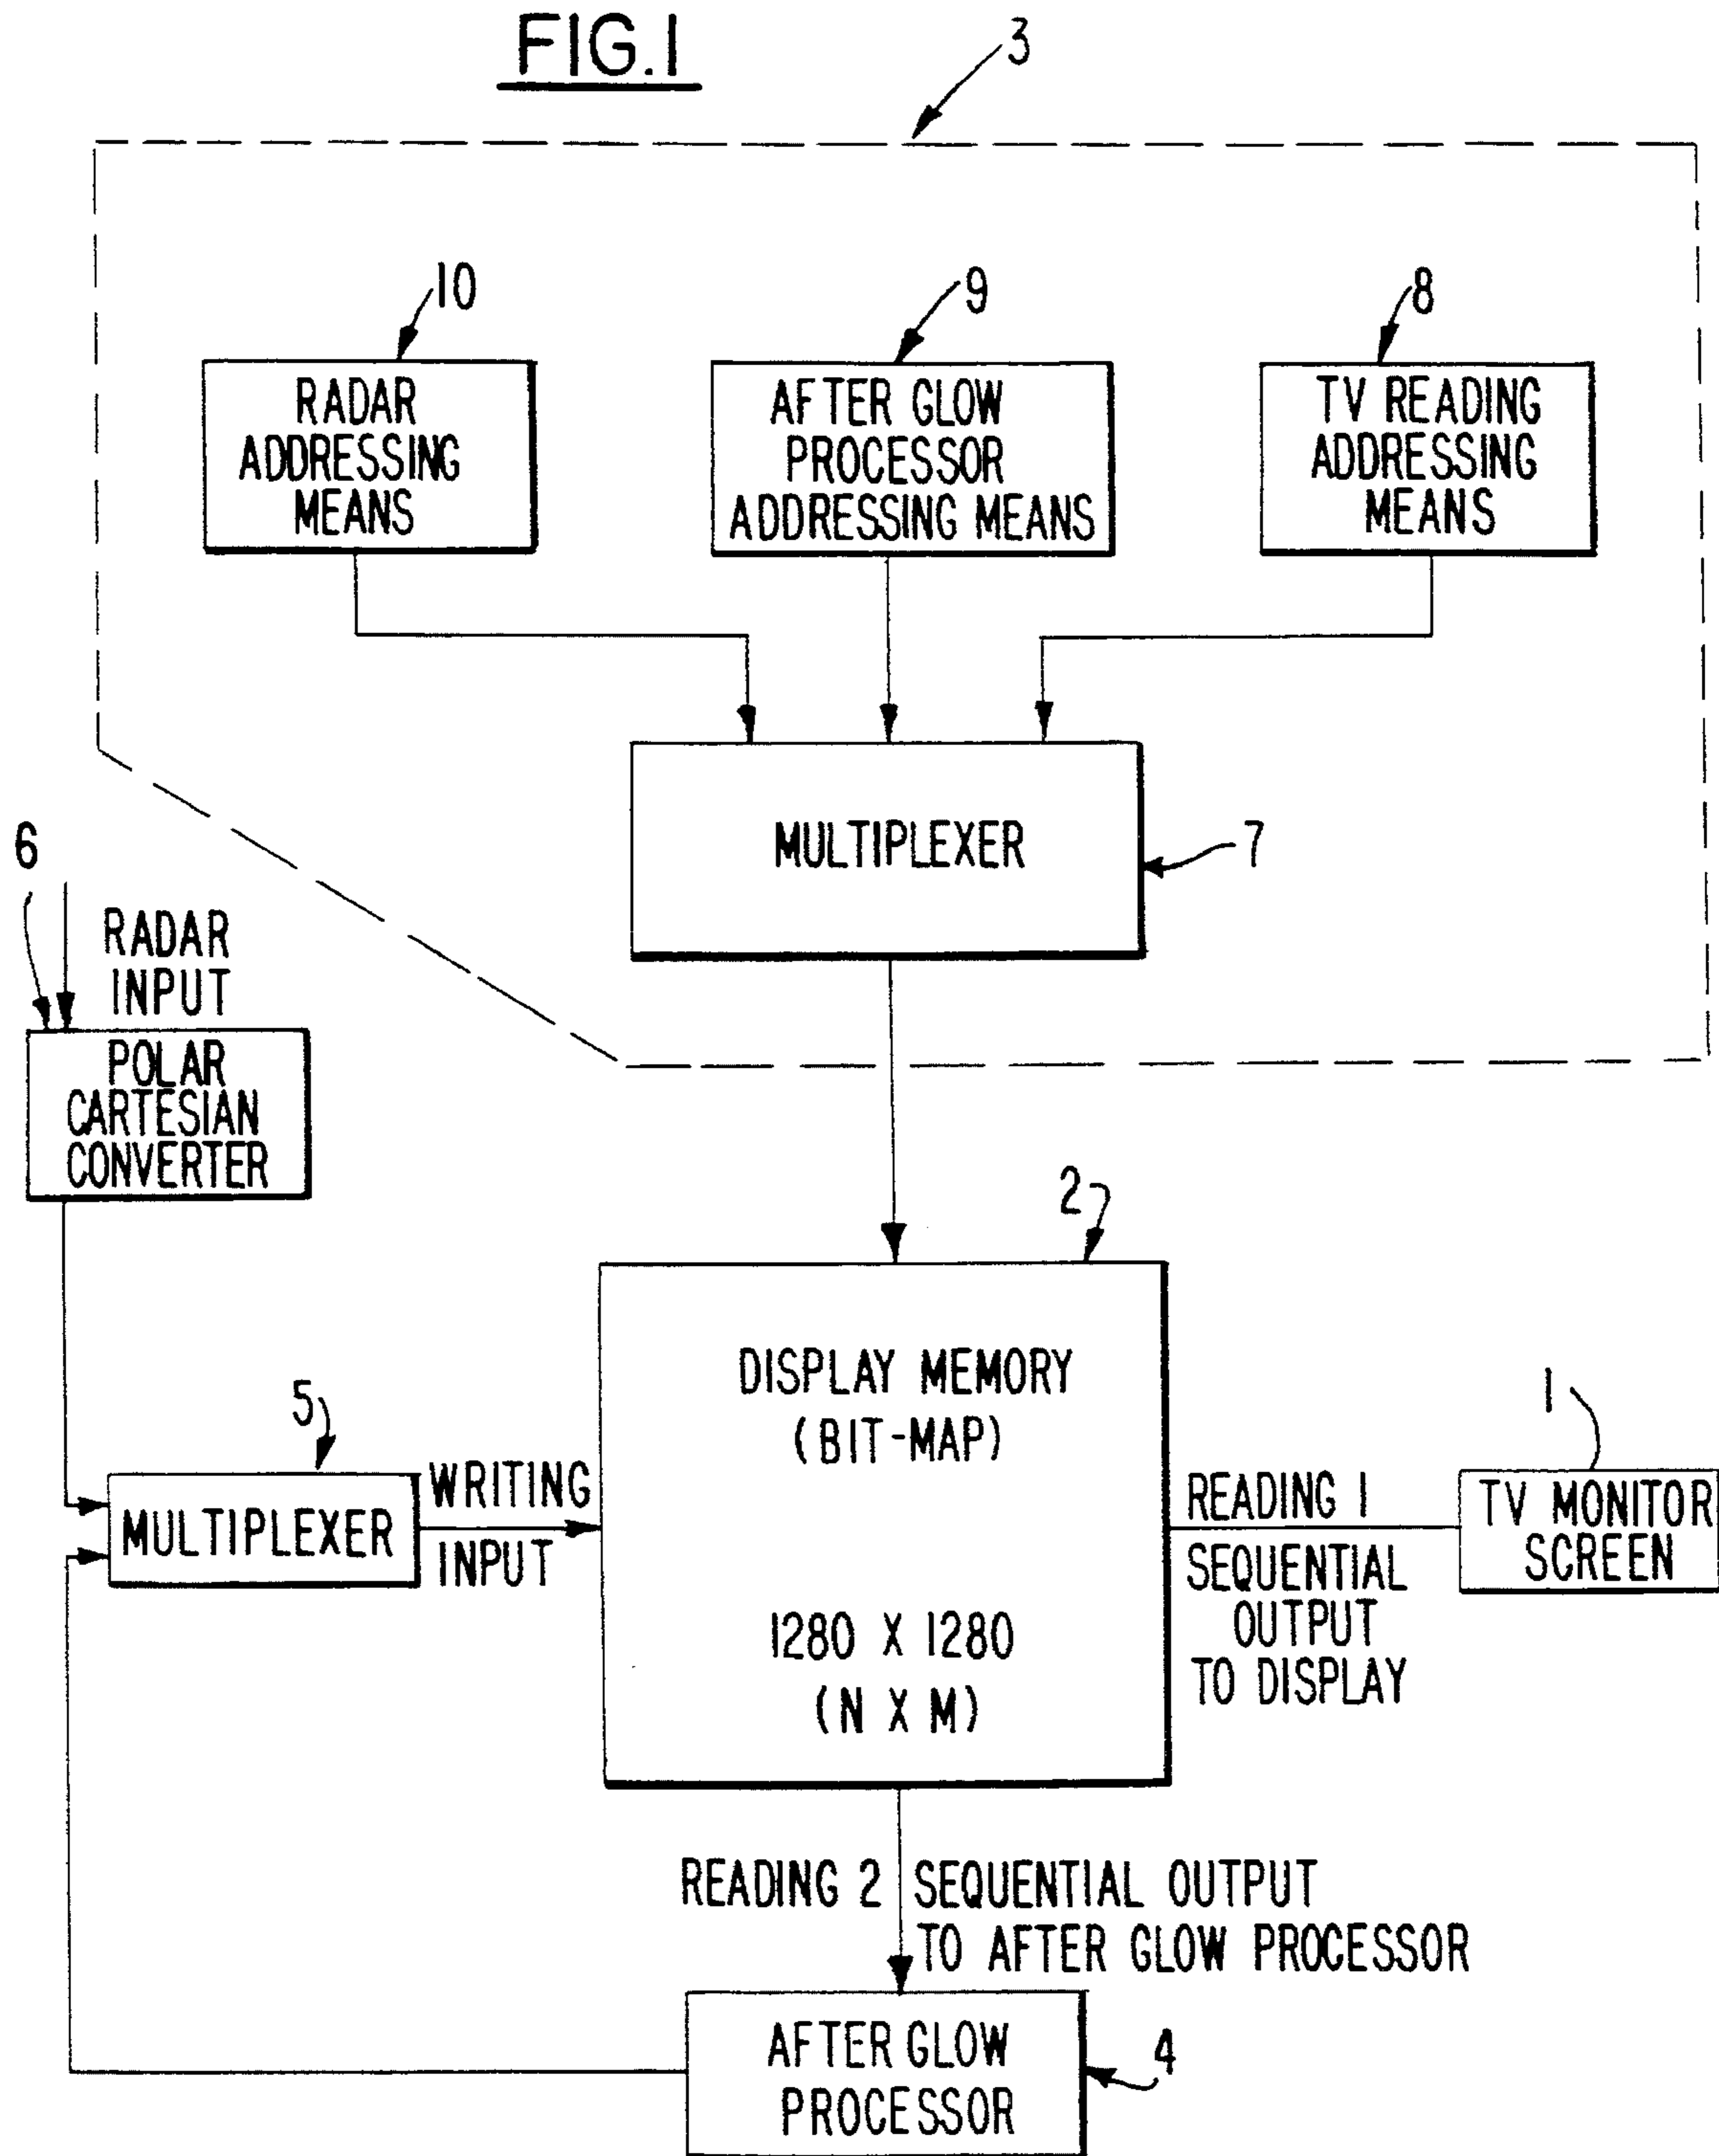 FIG.1
3
10
9
8
RADAR
ADDRESSING
MEANS
AFTER GLOW
PROCESSOR
ADDRESSING MEANS
TV READING
ADDRESSING
MEANS
MULTIPLEXER
7
6
RADAR
INPUT
POLAR
CARTESIAN
CONVERTER
2
DISPLAY MEMORY
(BIT-MAP)
1280 X 1280
(N X M)
5
MULTIPLEXER
WRITING
INPUT
READING 1
SEQUENTIAL
OUTPUT
TO DISPLAY
1
TV MONITOR
SCREEN
READING 2 SEQUENTIAL OUTPUT
TO AFTER GLOW PROCESSOR
AFTER GLOW
PROCESSOR
4